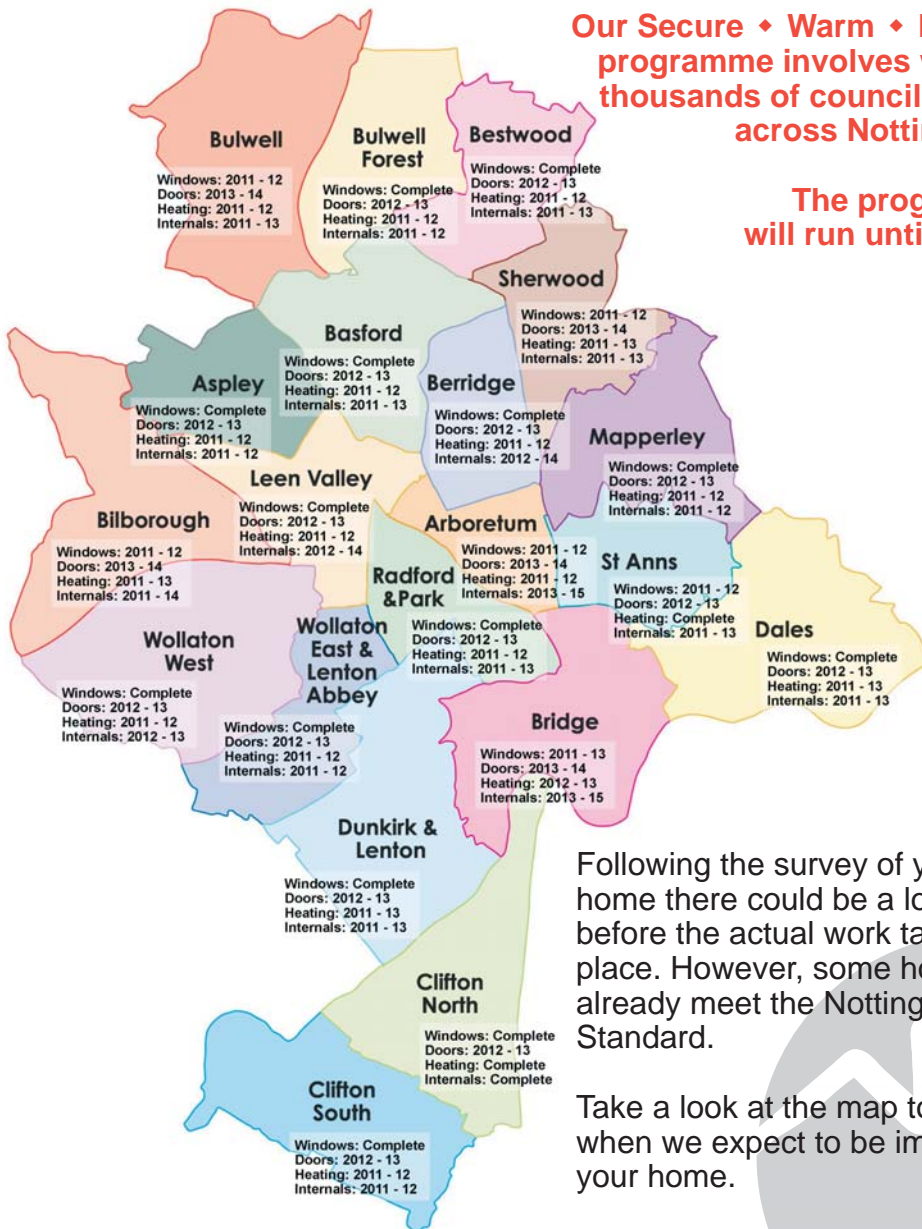 Our Secure ◆ Warm ◆
programme involves
thousands of council
across
The
will run
Bulwell
Windows: 2011 - 12
Doors: 2013 - 14
Heating: 2011 - 12
Internals: 2011 - 13
Bulwell
Forest
Windows: Complete
Doors: 2012 - 13
Heating: 2011 - 12
Internals: 2011 - 12
Bestwood
Windows: Complete
Doors: 2012 - 13
Heating: 2011 - 12
Internals: 2011 - 13
Sherwood
Windows: 2011 - 12
Doors: 2013 - 14
Heating: 2011 - 13
Internals: 2011 - 13
Basford
Windows: Complete
Doors: 2012 - 13
Heating: 2011 - 12
Internals: 2011 - 13
Aspley
Windows: Complete
Doors: 2012 - 13
Heating: 2011 - 12
Internals: 2011 - 12
Berridge
Windows: Complete
Doors: 2012 - 13
Heating: 2011 - 12
Internals: 2012 - 14
Mapperley
Windows: Complete
Doors: 2012 - 13
Heating: 2011 - 12
Internals: 2011 - 12
Leen Valley
Windows: Complete
Doors: 2012 - 13
Heating: 2011 - 12
Internals: 2012 - 14
Bilborough
Windows: 2011 - 12
Doors: 2013 - 14
Heating: 2011 - 13
Internals: 2011 - 14
Arboretum
Windows: 2011 - 12
Doors: 2013 - 14
Heating: 2011 - 12
Internals: 2013 - 15
St Anns
Windows: 2011 - 12
Doors: 2012 - 13
Heating: Complete
Internals: 2011 - 13
Radford
&Park
Windows: Complete
Doors: 2012 - 13
Heating: 2011 - 12
Internals: 2011 - 13
Dales
Windows: Complete
Doors: 2012 - 13
Heating: 2011 - 13
Internals: 2011 - 13
Wollaton
West
Windows: Complete
Doors: 2012 - 13
Heating: 2011 - 12
Internals: 2012 - 13
Wollaton
East &
Lenton
Abbey
Windows: Complete
Doors: 2012 - 13
Heating: 2011 - 12
Internals: 2011 - 12
Bridge
Windows: 2011 - 13
Doors: 2013 - 14
Heating: 2012 - 13
Internals: 2013 - 15
Dunkirk &
Lenton
Windows: Complete
Doors: 2012 - 13
Heating: 2011 - 13
Internals: 2011 - 13
Clifton
North
Windows: Complete
Doors: 2012 - 13
Heating: Complete
Internals: Complete
Clifton
South
Windows: Complete
Doors: 2012 - 13
Heating: 2011 - 12
Internals: 2011 - 12
Following the survey of
home there could be a
before the actual work
place. However, some
already meet the
Standard.
Take a look at the map
when we expect to be
your home.